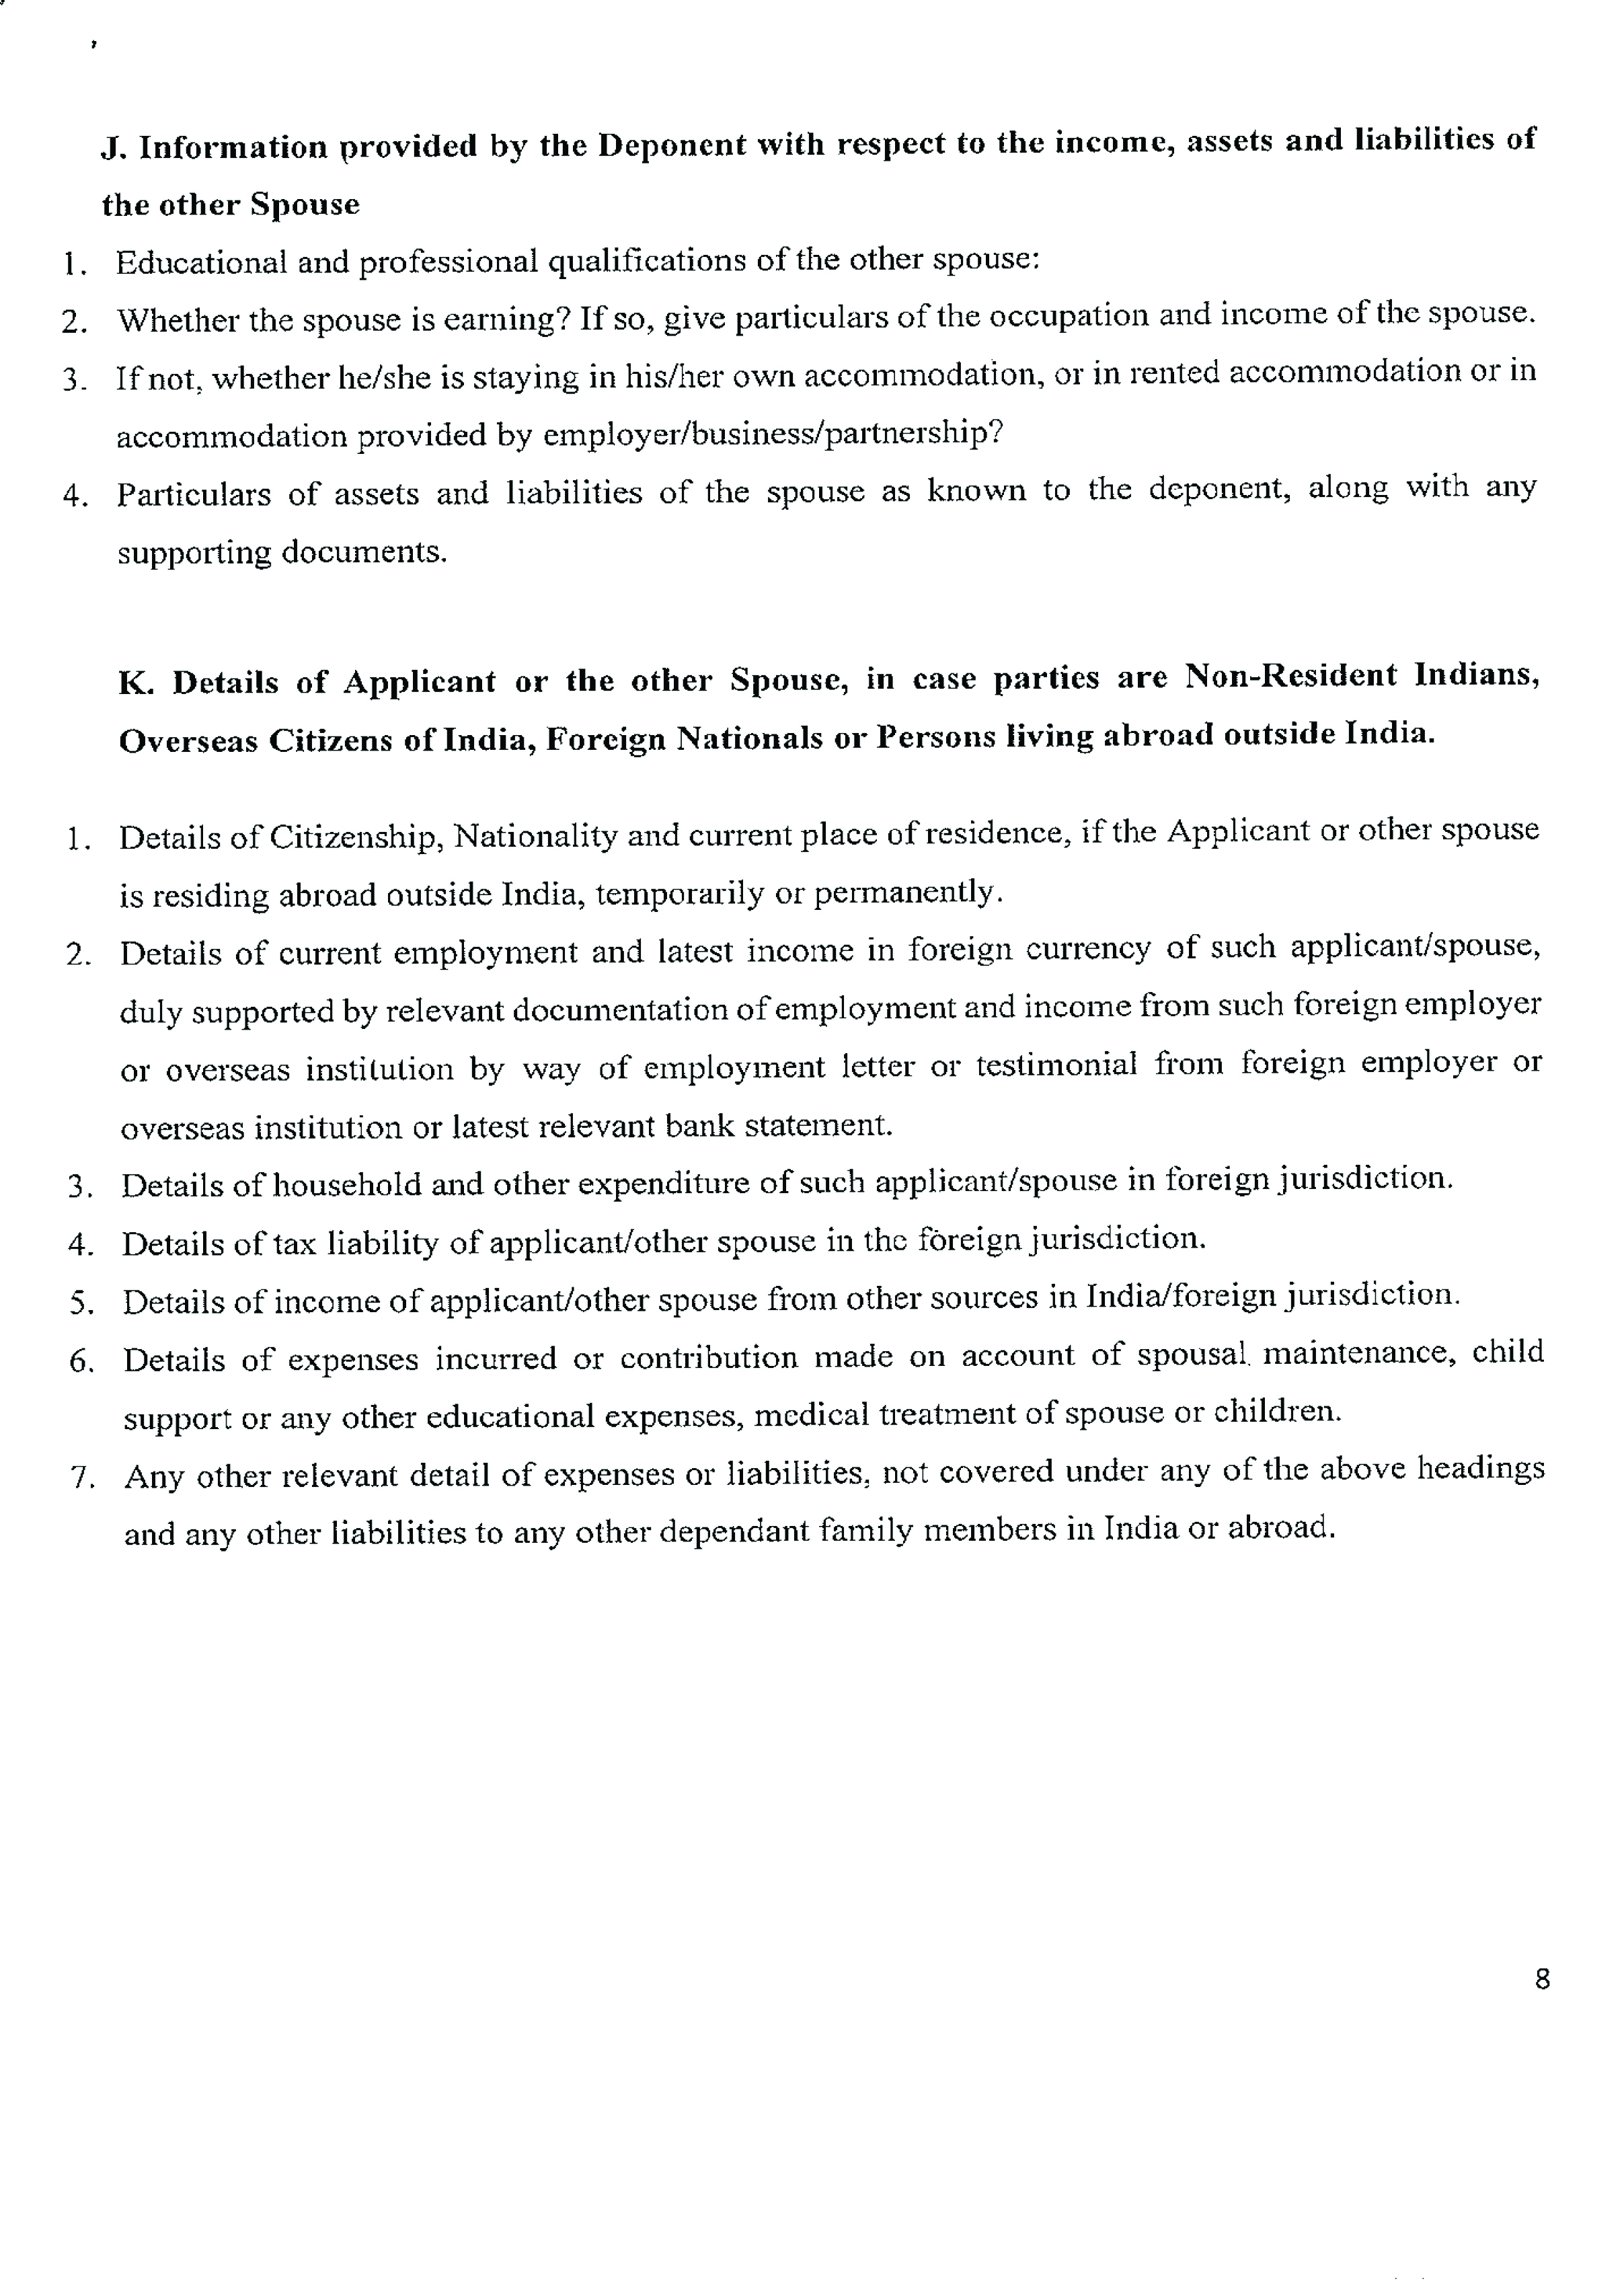 J. Information provided by the Deponent with respect to the income, assets and liabilities of
the other Spouse
1. Educational and professional qualifications of the other spouse:
2. Whether the spouse is earning? If so, give particulars of the occupation and income of the spouse.
3. If not, whether he/she is staying in his/her own accommodation, or in rented accommodation or in
accommodation provided by employer/business/partnership?
4. Particulars of assets and liabilities of the spouse as known to the deponent, along with any
supporting documents.
K. Details of Applicant or the other Spouse, in case parties are Non-Resident Indians,
Overseas Citizens of India, Foreign Nationals or Persons living abroad outside India.
1. Details of Citizenship, Nationality and current place of residence, if the Applicant or other spouse
is residing abroad outside India, temporarily or permanently.
2. Details of current employment and latest income in foreign currency of such applicant/spouse,
duly supported by relevant documentation of employment and income from such foreign employer
or overseas institution by way of employment letter or testimonial from foreign employer or
overseas institution or latest relevant bank statement.
3. Details of household and other expenditure of such applicant/spouse in foreign jurisdiction.
4. Details of tax liability of applicant/other spouse in the foreign jurisdiction.
5. Details of income of applicant/other spouse from other sources in India/foreign jurisdiction.
6. Details of expenses incurred or contribution made on account of spousal maintenance, child
support or any other educational expenses, medical treatment of spouse or children.
7. Any other relevant detail of expenses or liabilities, not covered under any of the above headings
and any other liabilities to any other dependant family members in India or abroad.
8